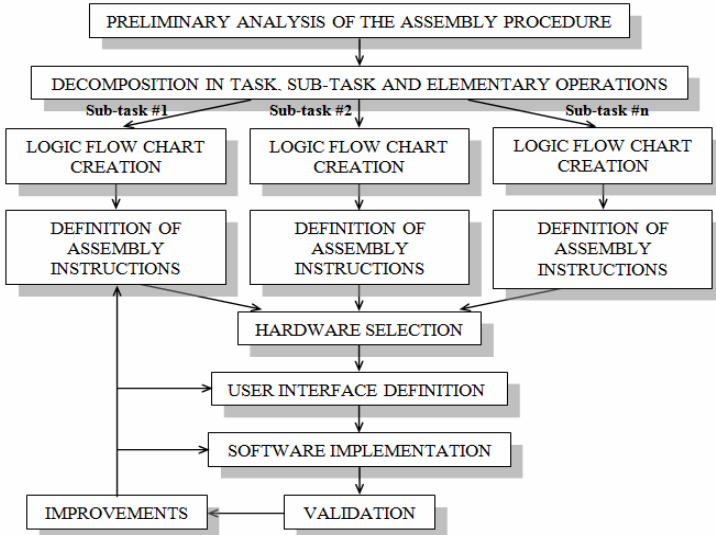 PRELIMINARY ANALYSIS OF THE ASSEMBLY PROCEDURE
DECOMPOSITION IN TASK, SUB-TASK AND ELEMENTARY OPERATIONS
Sub-task #1
Sub-task #2
Sub-task #n
LOGIC FLOW CHART
CREATION
LOGIC FLOW CHART
CREATION
LOGIC FLOW CHART
CREATION
DEFINITION OF
ASSEMBLY
INSTRUCTIONS
DEFINITION OF
ASSEMBLY
INSTRUCTIONS
DEFINITION OF
ASSEMBLY
INSTRUCTIONS
HARDWARE SELECTION
USER INTERFACE DEFINITION
SOFTWARE IMPLEMENTATION
IMPROVEMENTS
VALIDATION